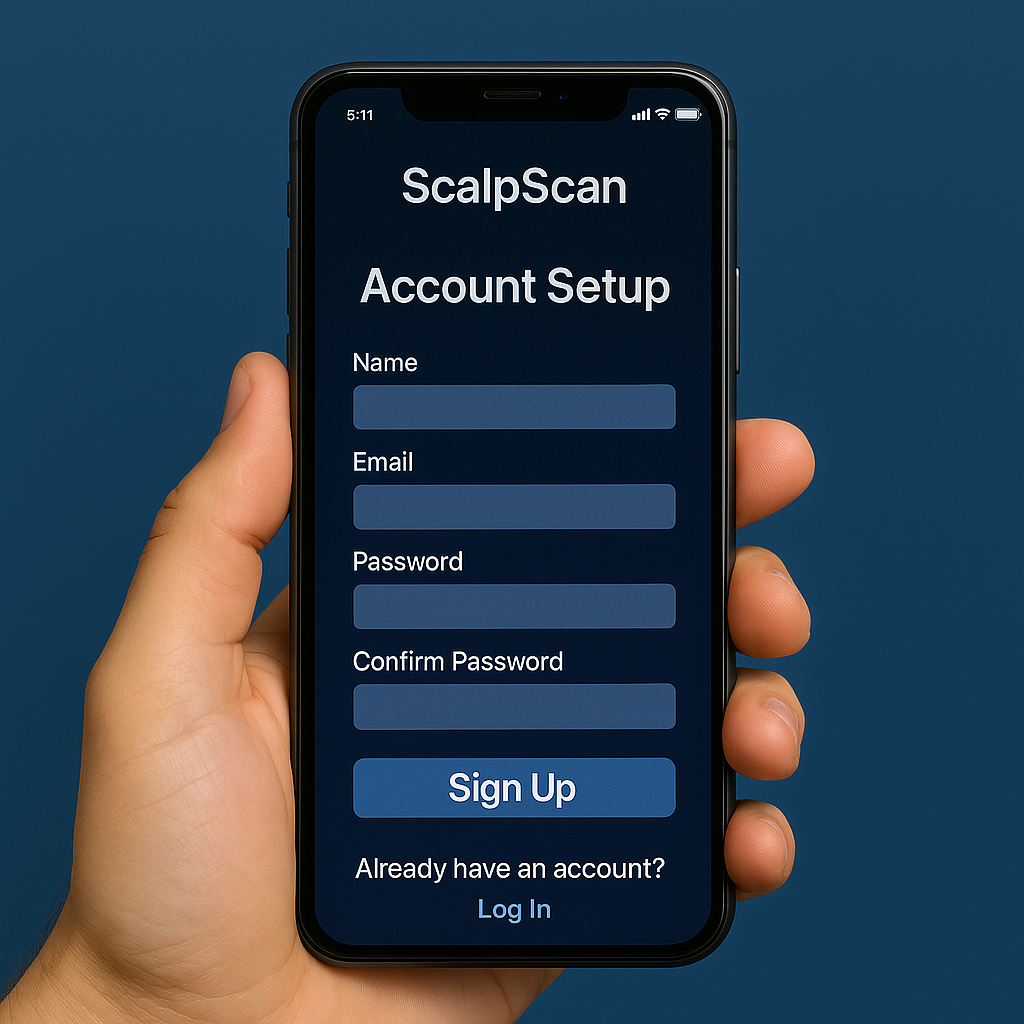 5:11
ScalpScan
Account Setup
Name
Email
Password
Confirm Password
Sign Up
Already have an account?
Log In